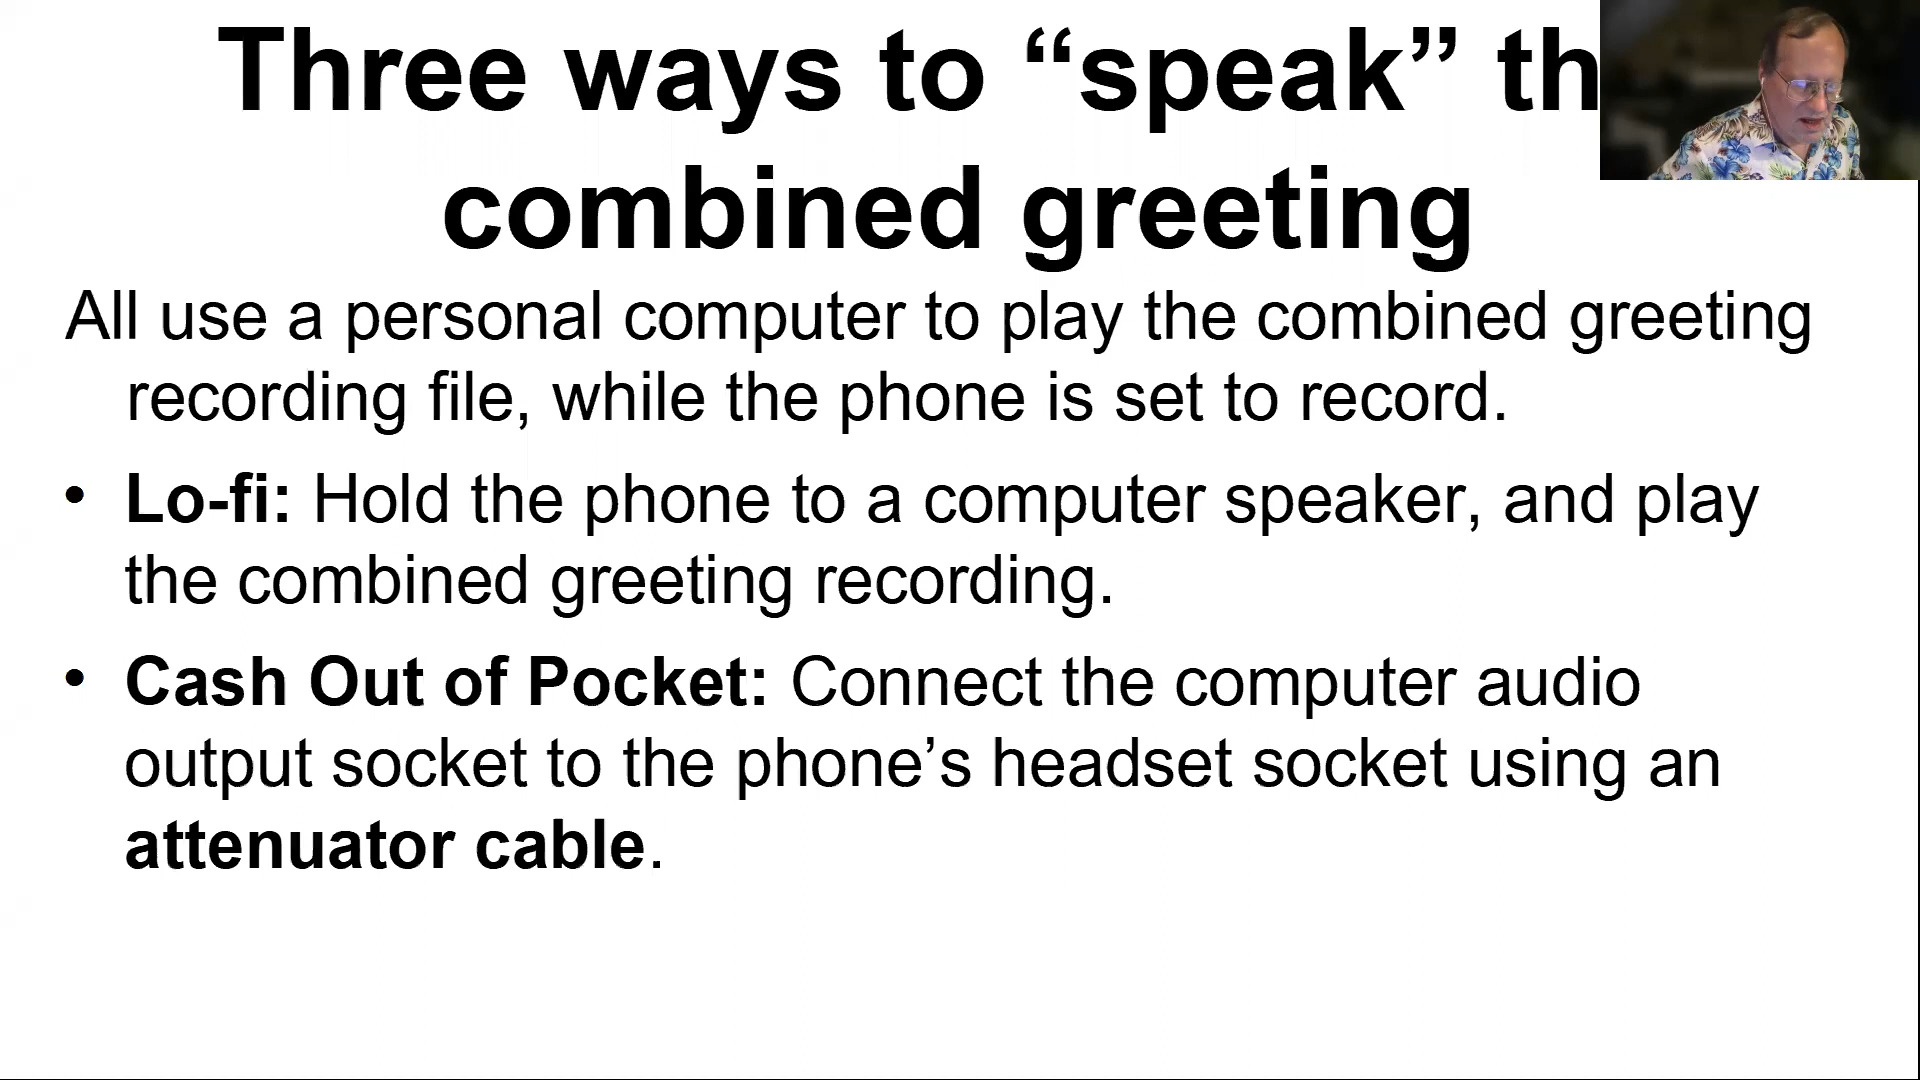 Three ways to “speak” th
combined greeting
All use a personal computer to play the combined greeting
recording file, while the phone is set to record.
• Lo-fi: Hold the phone to a computer speaker, and play
the combined greeting recording.
• Cash Out of Pocket: Connect the computer audio
output socket to the phone’s headset socket using an
attenuator cable.